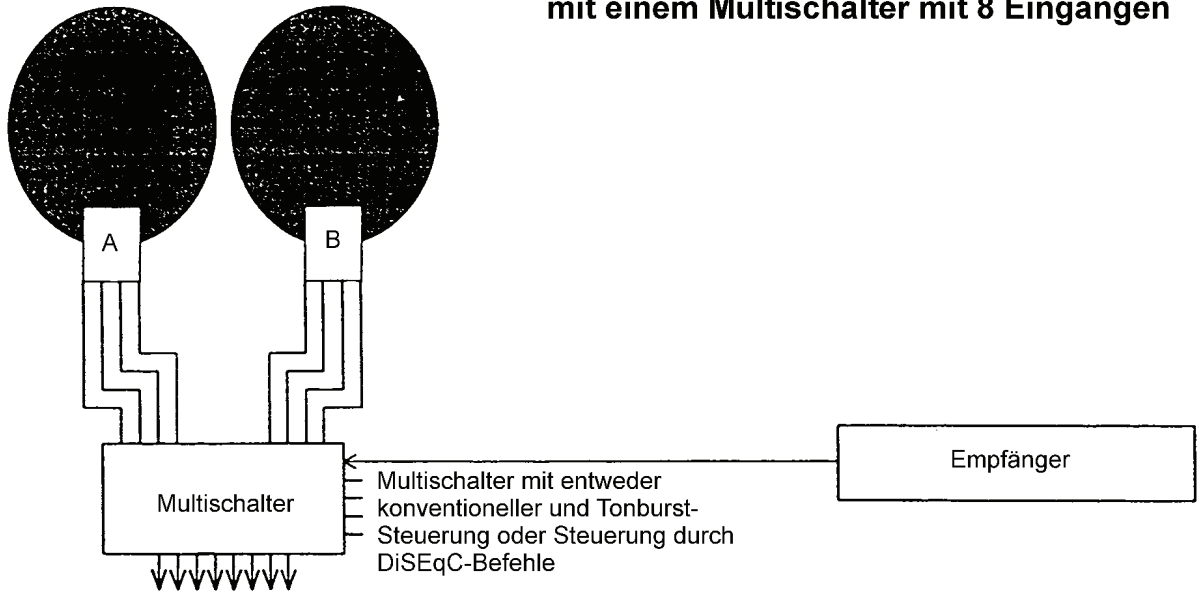 mit einem Multischalter mit 8 Eingängen
A
B
Empfänger
Multischalter
Multischalter mit entweder
konventioneller und Tonburst-
Steuerung oder Steuerung durch
DiSEqC-Befehle